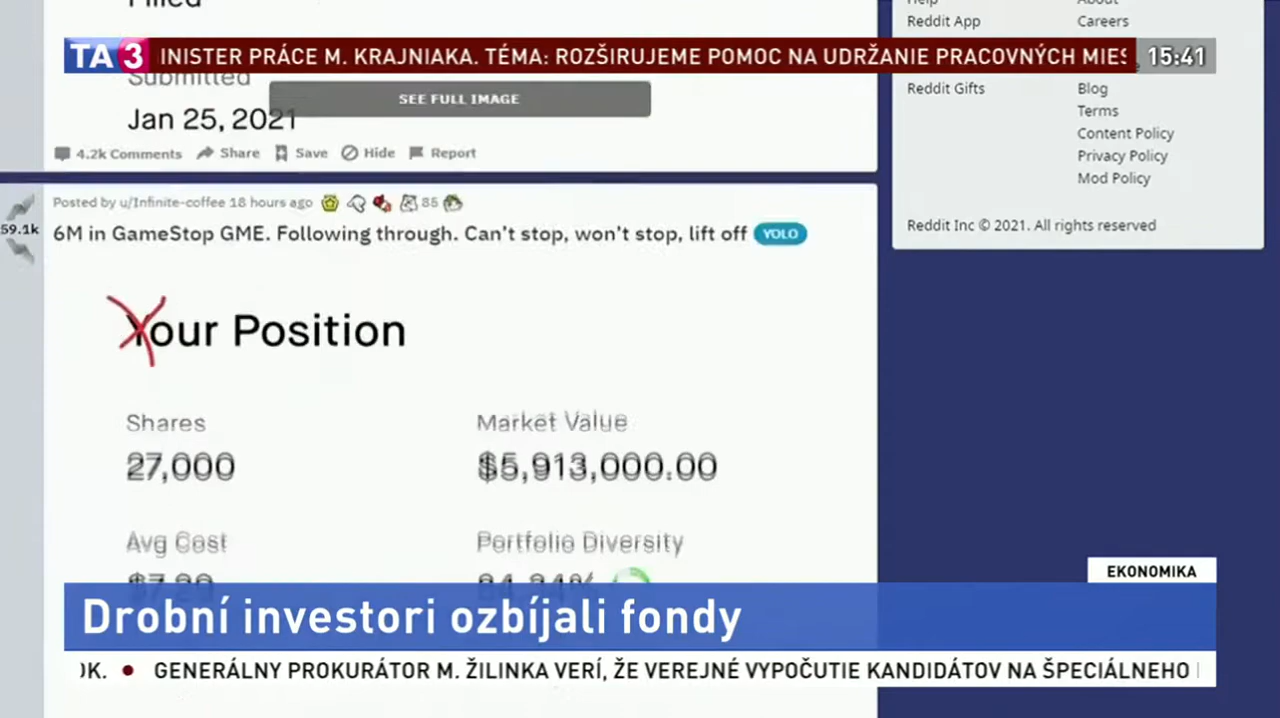 Filled
Help
About
Reddit App
Careers
TA3
INISTER PRÁCE M. KRAJNIAKA. TÉMA: ROZŠIRUJEME POMOC NA UDRŽANIE PRACOVNÝCH MIES
15:41
Submitted
SEE FULL IMAGE
Reddit Gifts
Blog
Jan 25, 2021
Terms
Content Policy
4.2k Comments Share Save Hide Report
Privacy Policy
Mod Policy
Posted by u/Infinite-coffee 18 hours ago 85
59.1k
6M in GameStop GME. Following through. Can't stop, won't stop, lift off YOLO
Reddit Inc © 2021. All rights reserved
Your Position
Shares
Market Value
27,000
$5,913,000.00
Avg Cost
Portfolio Diversity
$7.29
EKONOMIKA
Drobní investori ozbíjali fondy
OK. • GENERÁLNY PROKURÁTOR M. ŽILINKA VERÍ, ŽE VEREJNÉ VYPOČUTIE KANDIDÁTOV NA ŠPECIÁLNEHO